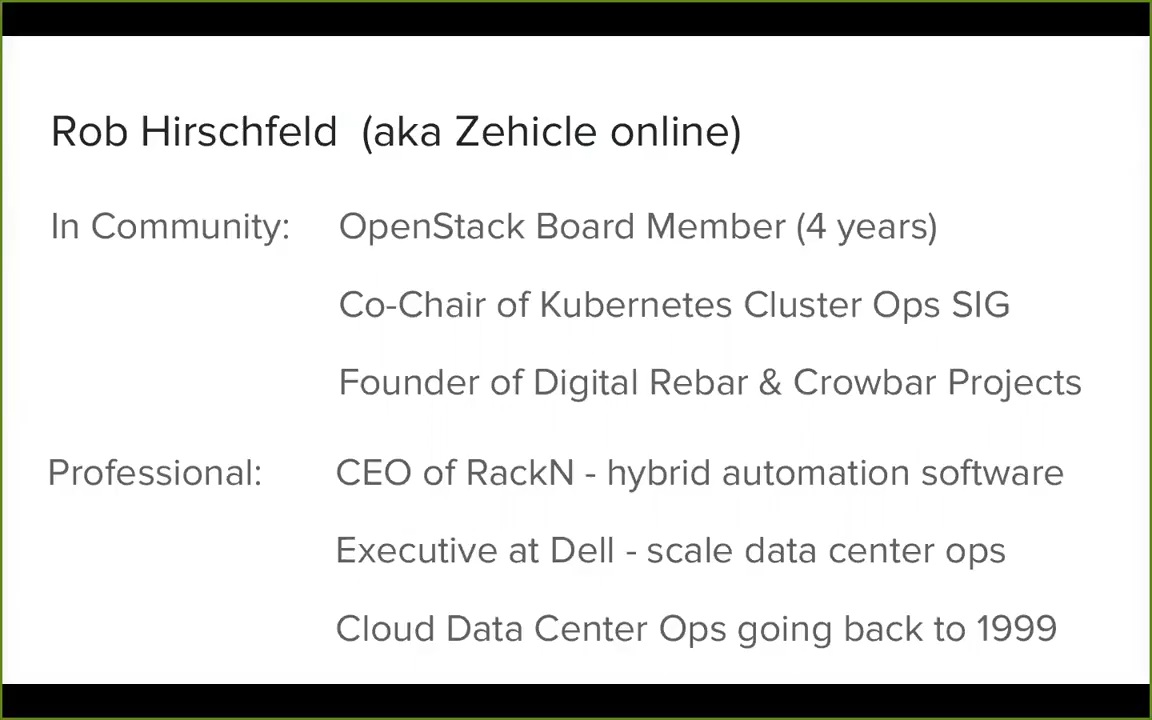 Rob Hirschfeld (aka Zehicle online)
In Community: OpenStack Board Member (4 years)
Co-Chair of Kubernetes Cluster Ops SIG
Founder of Digital Rebar & Crowbar Projects
Professional: CEO of RackN - hybrid automation software
Executive at Dell - scale data center ops
Cloud Data Center Ops going back to 1999